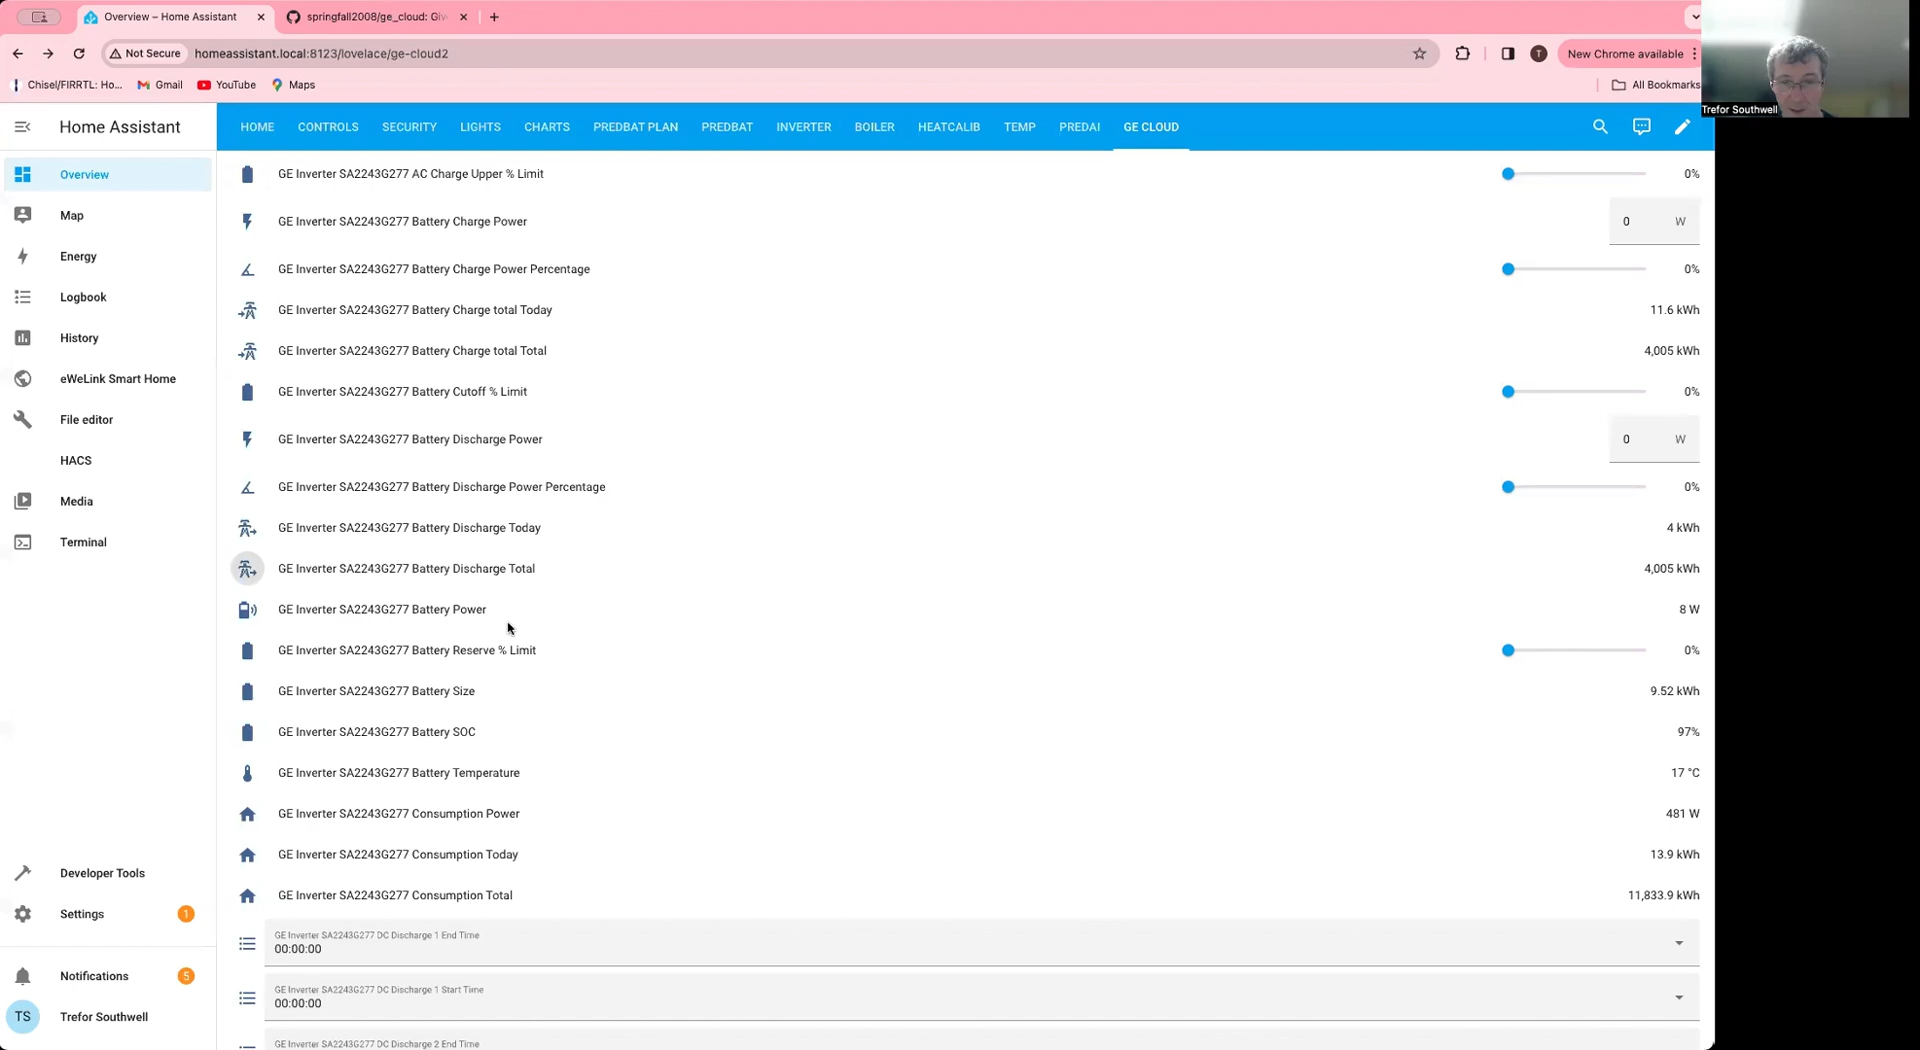 Overview – Home Assistant
springfall2008/ge_cloud: Giv
Not Secure
homeassistant.local:8123/lovelace/ge-cloud2
T
New Chrome available
Chisel/FIRRTL: Ho...
Gmail
YouTube
Maps
All Bookmarks
Trefor Southwell
Home Assistant
HOME
CONTROLS
SECURITY
LIGHTS
CHARTS
PREDBAT PLAN
PREDBAT
INVERTER
BOILER
HEATCALIB
TEMP
PREDAI
GE CLOUD
Overview
Map
Energy
Logbook
History
eWeLink Smart Home
File editor
HACS
Media
Terminal
Developer Tools
Settings 1
Notifications 5
TS Trefor Southwell
GE Inverter SA2243G277 AC Charge Upper % Limit 0%
GE Inverter SA2243G277 Battery Charge Power 0 W
GE Inverter SA2243G277 Battery Charge Power Percentage 0%
GE Inverter SA2243G277 Battery Charge total Today 11.6 kWh
GE Inverter SA2243G277 Battery Charge total Total 4,005 kWh
GE Inverter SA2243G277 Battery Cutoff % Limit 0%
GE Inverter SA2243G277 Battery Discharge Power 0 W
GE Inverter SA2243G277 Battery Discharge Power Percentage 0%
GE Inverter SA2243G277 Battery Discharge Today 4 kWh
GE Inverter SA2243G277 Battery Discharge Total 4,005 kWh
GE Inverter SA2243G277 Battery Power 8 W
GE Inverter SA2243G277 Battery Reserve % Limit 0%
GE Inverter SA2243G277 Battery Size 9.52 kWh
GE Inverter SA2243G277 Battery SOC 97%
GE Inverter SA2243G277 Battery Temperature 17 °C
GE Inverter SA2243G277 Consumption Power 481 W
GE Inverter SA2243G277 Consumption Today 13.9 kWh
GE Inverter SA2243G277 Consumption Total 11,833.9 kWh
GE Inverter SA2243G277 DC Discharge 1 End Time
00:00:00
GE Inverter SA2243G277 DC Discharge 1 Start Time
00:00:00
GE Inverter SA2243G277 DC Discharge 2 End Time